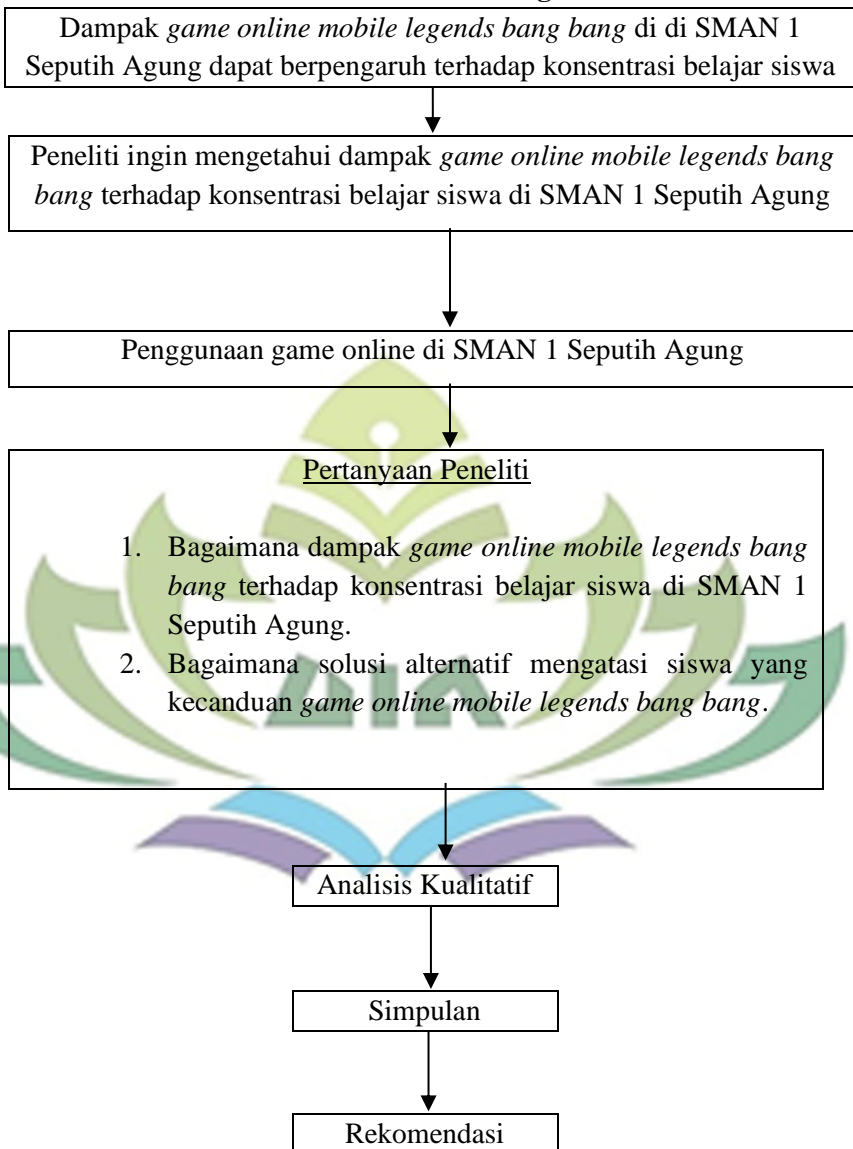 Dampak game online mobile legends bang bang di di SMAN 1
Seputih Agung dapat berpengaruh terhadap konsentrasi belajar siswa
Peneliti ingin mengetahui dampak game online mobile legends bang
bang terhadap konsentrasi belajar siswa di SMAN 1 Seputih Agung
Penggunaan game online di SMAN 1 Seputih Agung
Pertanyaan Peneliti
1. Bagaimana dampak game online mobile legends bang
bang terhadap konsentrasi belajar siswa di SMAN 1
Seputih Agung.
2. Bagaimana solusi alternatif mengatasi siswa yang
kecanduan game online mobile legends bang bang.
Analisis Kualitatif
Simpulan
Rekomendasi